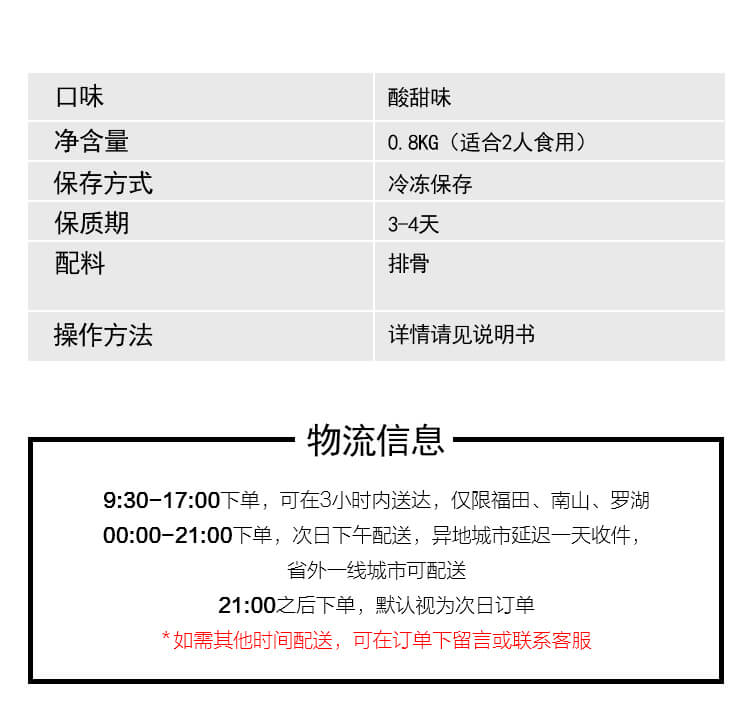 口味 酸甜味
净含量 0.8KG（适合2人食用）
保存方式 冷冻保存
保质期 3-4天
配料 排骨
操作方法 详情请见说明书
物流信息
9:30-17:00下单，可在3小时内送达，仅限福田、南山、罗湖
00:00-21:00下单，次日下午配送，异地城市延迟一天收件，
省外一线城市可配送
21:00之后下单，默认视为次日订单
*如需其他时间配送，可在订单下留言或联系客服